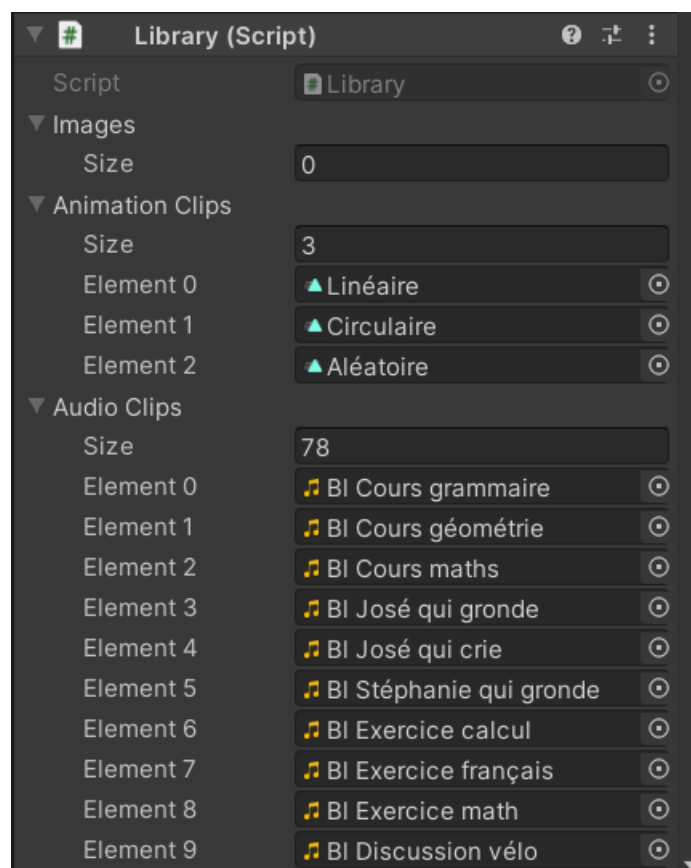 Library (Script)
Script Library
Images
Size 0
Animation Clips
Size 3
Element 0 Linéaire
Element 1 Circulaire
Element 2 Aléatoire
Audio Clips
Size 78
Element 0 BI Cours grammaire
Element 1 BI Cours géométrie
Element 2 BI Cours maths
Element 3 BI José qui gronde
Element 4 BI José qui crie
Element 5 BI Stéphanie qui gronde
Element 6 BI Exercice calcul
Element 7 BI Exercice français
Element 8 BI Exercice math
Element 9 BI Discussion vélo